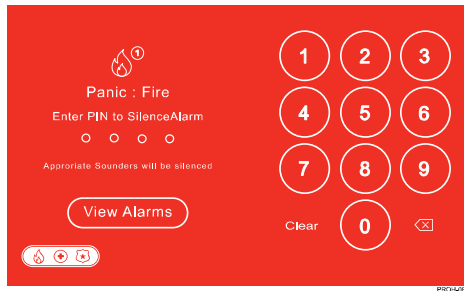 1
Panic : Fire
Enter PIN to SilenceAlarm
Approriate Sounders will be silenced
View Alarms
1 2 3
4 5 6
7 8 9
Clear 0